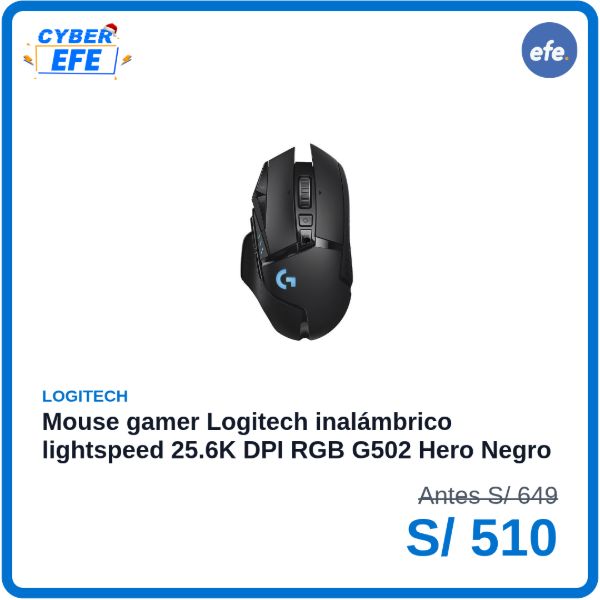 CYBER
EFE
efe.
LOGITECH
Mouse gamer Logitech inalámbrico
lightspeed 25.6K DPI RGB G502 Hero Negro
Antes S/ 649
S/ 510